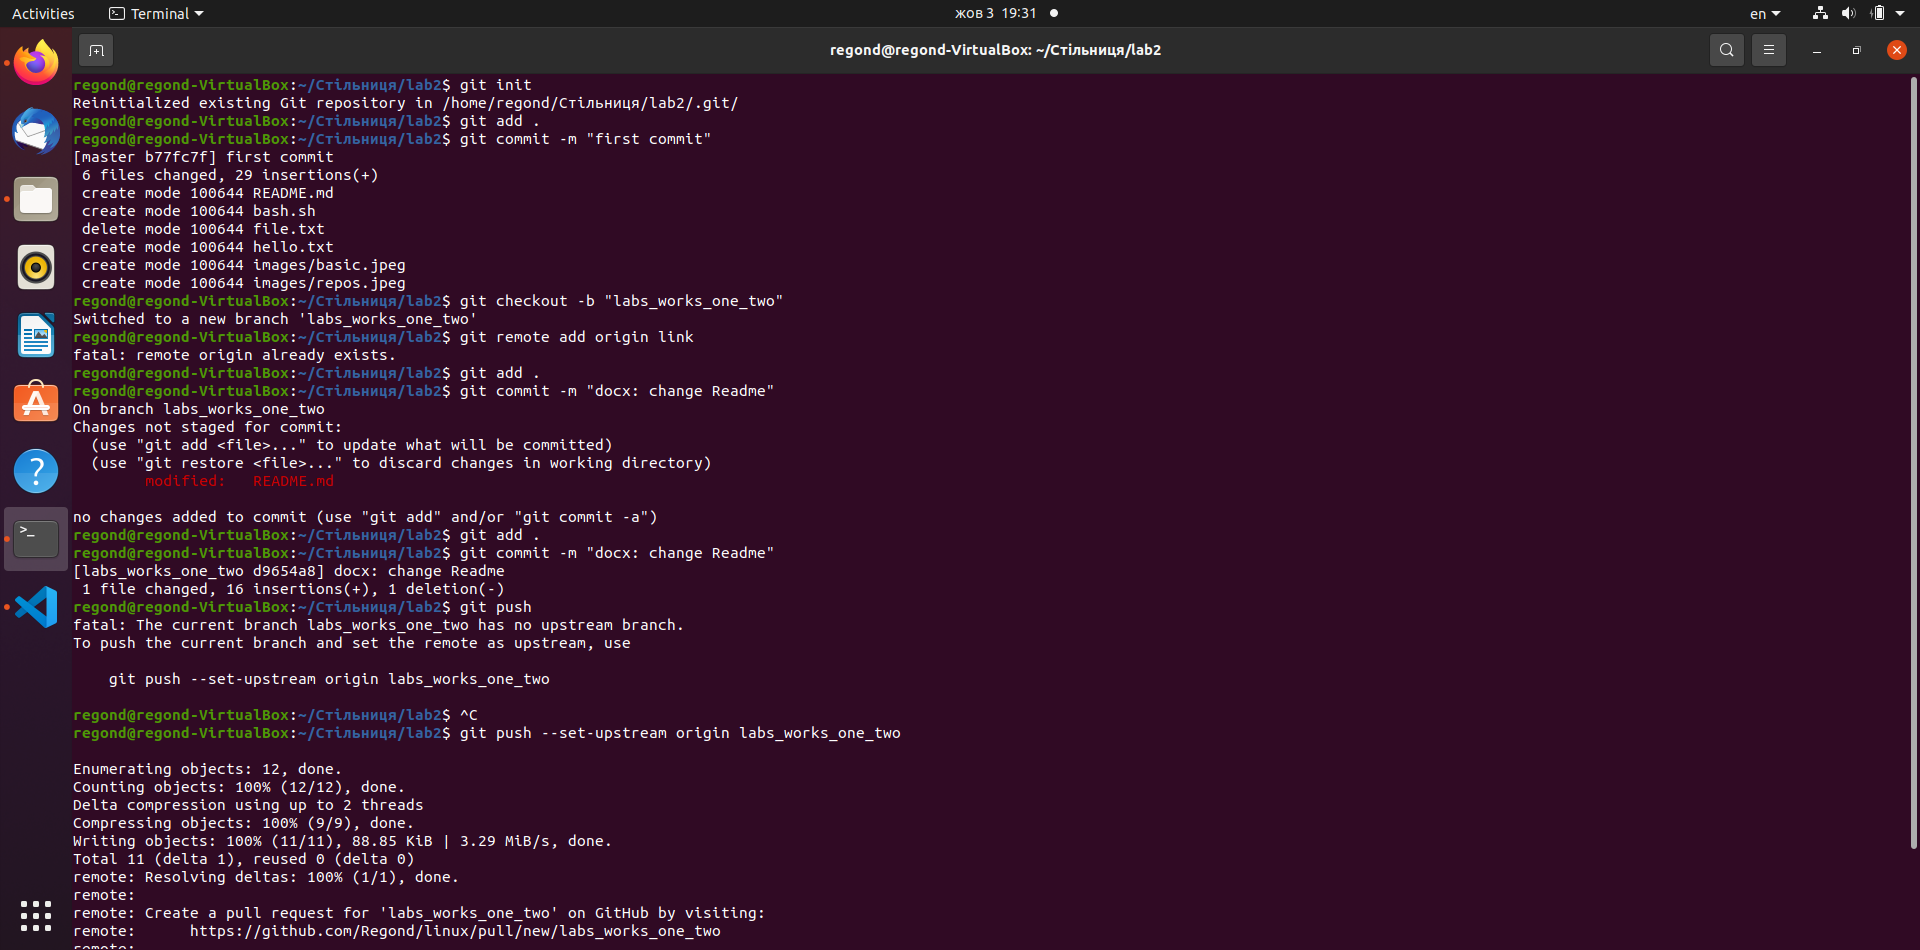 Activities
Terminal
жов 3 19:31
en
regond@regond-VirtualBox: ~/Стільниця/lab2
regond@regond-VirtualBox:~/Стільниця/lab2$ git init
Reinitialized existing Git repository in /home/regond/Стільниця/lab2/.git/
regond@regond-VirtualBox:~/Стільниця/lab2$ git add .
regond@regond-VirtualBox:~/Стільниця/lab2$ git commit -m "first commit"
[master b77fc7f] first commit
 6 files changed, 29 insertions(+)
 create mode 100644 README.md
 create mode 100644 bash.sh
 delete mode 100644 file.txt
 create mode 100644 hello.txt
 create mode 100644 images/basic.jpeg
 create mode 100644 images/repos.jpeg
regond@regond-VirtualBox:~/Стільниця/lab2$ git checkout -b "labs_works_one_two"
Switched to a new branch 'labs_works_one_two'
regond@regond-VirtualBox:~/Стільниця/lab2$ git remote add origin link
fatal: remote origin already exists.
regond@regond-VirtualBox:~/Стільниця/lab2$ git add .
regond@regond-VirtualBox:~/Стільниця/lab2$ git commit -m "docx: change Readme"
On branch labs_works_one_two
Changes not staged for commit:
  (use "git add <file>..." to update what will be committed)
  (use "git restore <file>..." to discard changes in working directory)
        modified:   README.md
no changes added to commit (use "git add" and/or "git commit -a")
regond@regond-VirtualBox:~/Стільниця/lab2$ git add .
regond@regond-VirtualBox:~/Стільниця/lab2$ git commit -m "docx: change Readme"
[labs_works_one_two d9654a8] docx: change Readme
 1 file changed, 16 insertions(+), 1 deletion(-)
regond@regond-VirtualBox:~/Стільниця/lab2$ git push
fatal: The current branch labs_works_one_two has no upstream branch.
To push the current branch and set the remote as upstream, use
    git push --set-upstream origin labs_works_one_two
regond@regond-VirtualBox:~/Стільниця/lab2$ ^C
regond@regond-VirtualBox:~/Стільниця/lab2$ git push --set-upstream origin labs_works_one_two
Enumerating objects: 12, done.
Counting objects: 100% (12/12), done.
Delta compression using up to 2 threads
Compressing objects: 100% (9/9), done.
Writing objects: 100% (11/11), 88.85 KiB | 3.29 MiB/s, done.
Total 11 (delta 1), reused 0 (delta 0)
remote: Resolving deltas: 100% (1/1), done.
remote:
remote: Create a pull request for 'labs_works_one_two' on GitHub by visiting:
remote:      https://github.com/Regond/linux/pull/new/labs_works_one_two
remote: